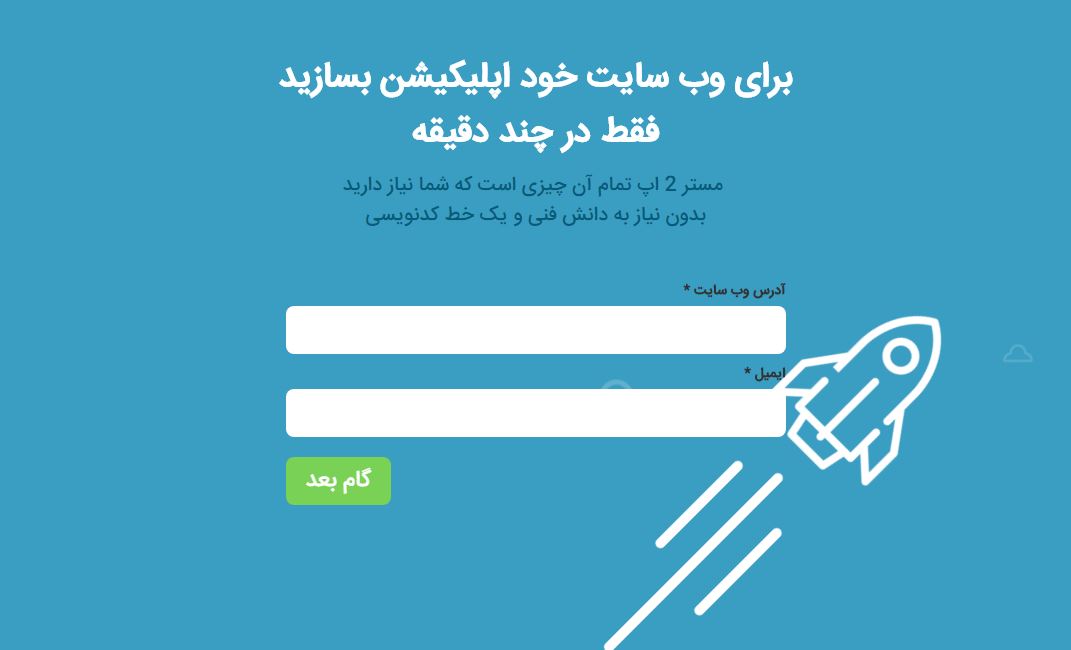 برای وب سایت خود اپلیکیشن بسازید
فقط در چند دقیقه
مستر 2 اپ تمام آن چیزی است که شما نیاز دارید
بدون نیاز به دانش فنی و یک خط کدنویسی
آدرس وب سایت *
ایمیل *
گام بعد